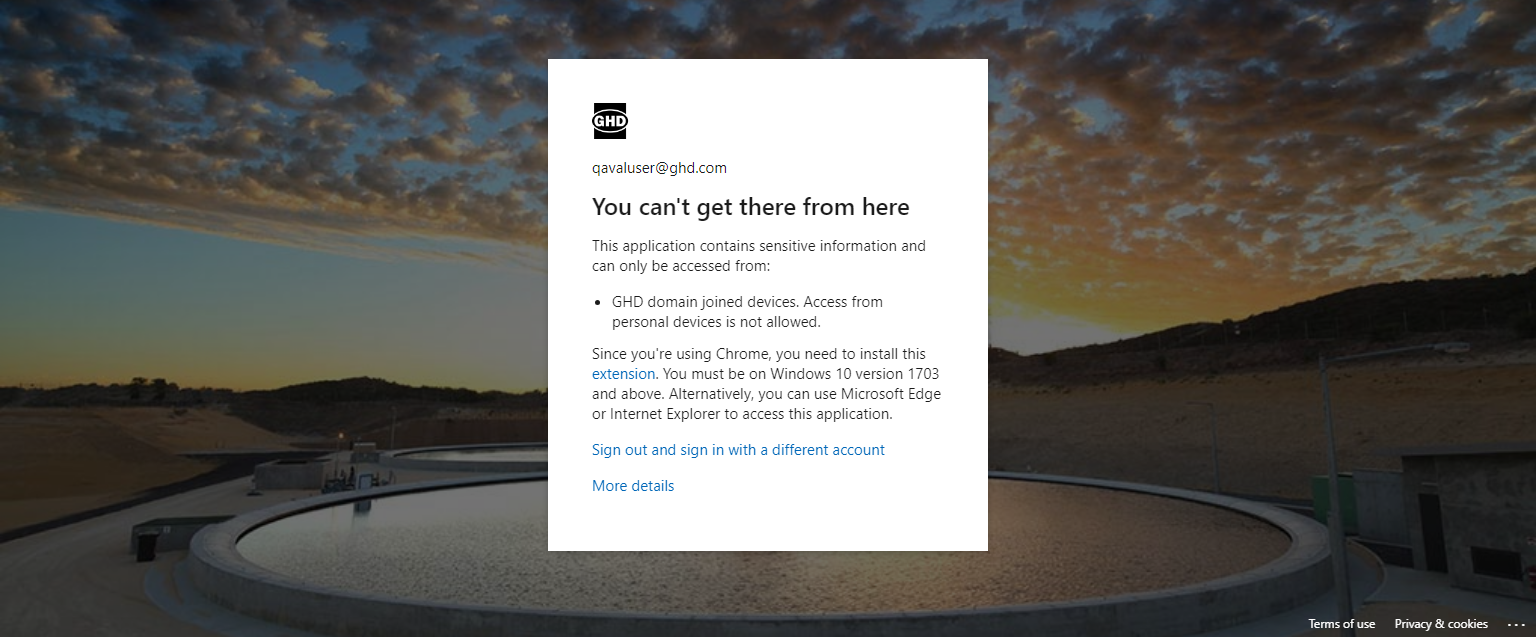 GHD
qavaluser@ghd.com
You can't get there from here
This application contains sensitive information and
can only be accessed from:
• GHD domain joined devices. Access from
personal devices is not allowed.
Since you're using Chrome, you need to install this
extension. You must be on Windows 10 version 1703
and above. Alternatively, you can use Microsoft Edge
or Internet Explorer to access this application.
Sign out and sign in with a different account
More details
Terms of use Privacy & cookies ...